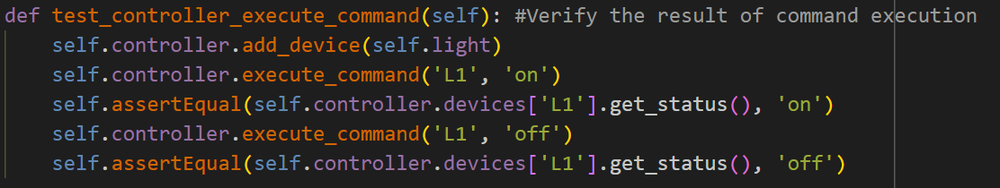 def test_controller_execute_command(self): #Verify the result of command execution
    self.controller.add_device(self.light)
    self.controller.execute_command('L1', 'on')
    self.assertEqual(self.controller.devices['L1'].get_status(), 'on')
    self.controller.execute_command('L1', 'off')
    self.assertEqual(self.controller.devices['L1'].get_status(), 'off')